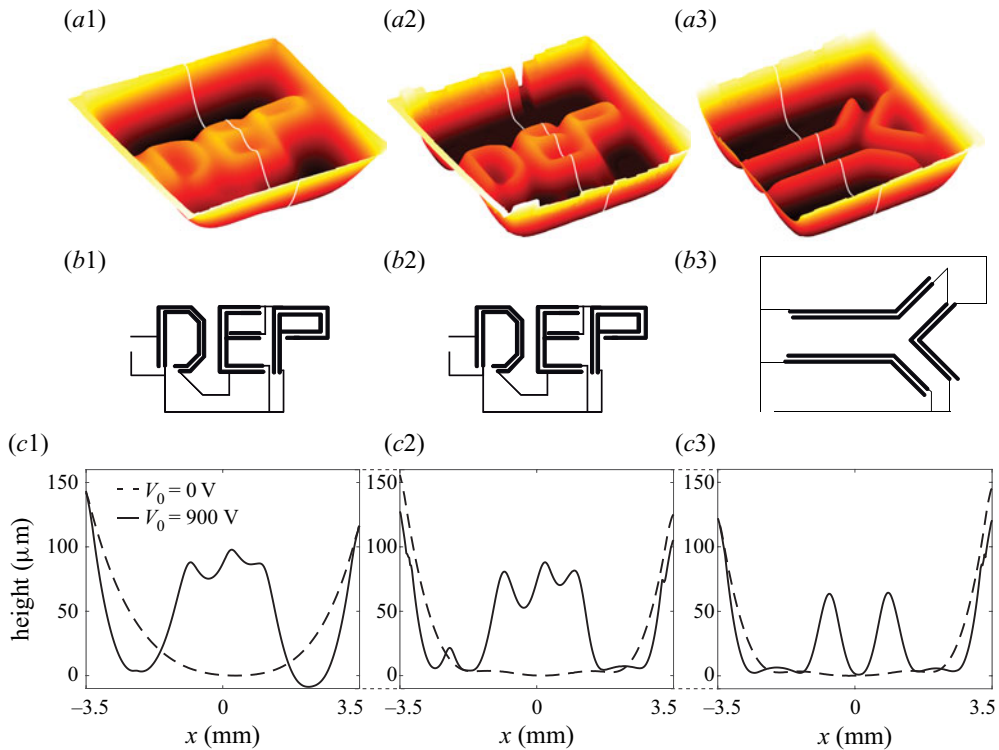 (a1) (a2) (a3)
(b1) (b2) (b3)
DEP DEP
(c1) (c2) (c3)
150 150 150
V0 = 0 V
V0 = 900 V
100 100 100
height (μm)
50 50 50
0 0 0
−3.5 0 3.5 −3.5 0 3.5 −3.5 0 3.5
x (mm) x (mm) x (mm)